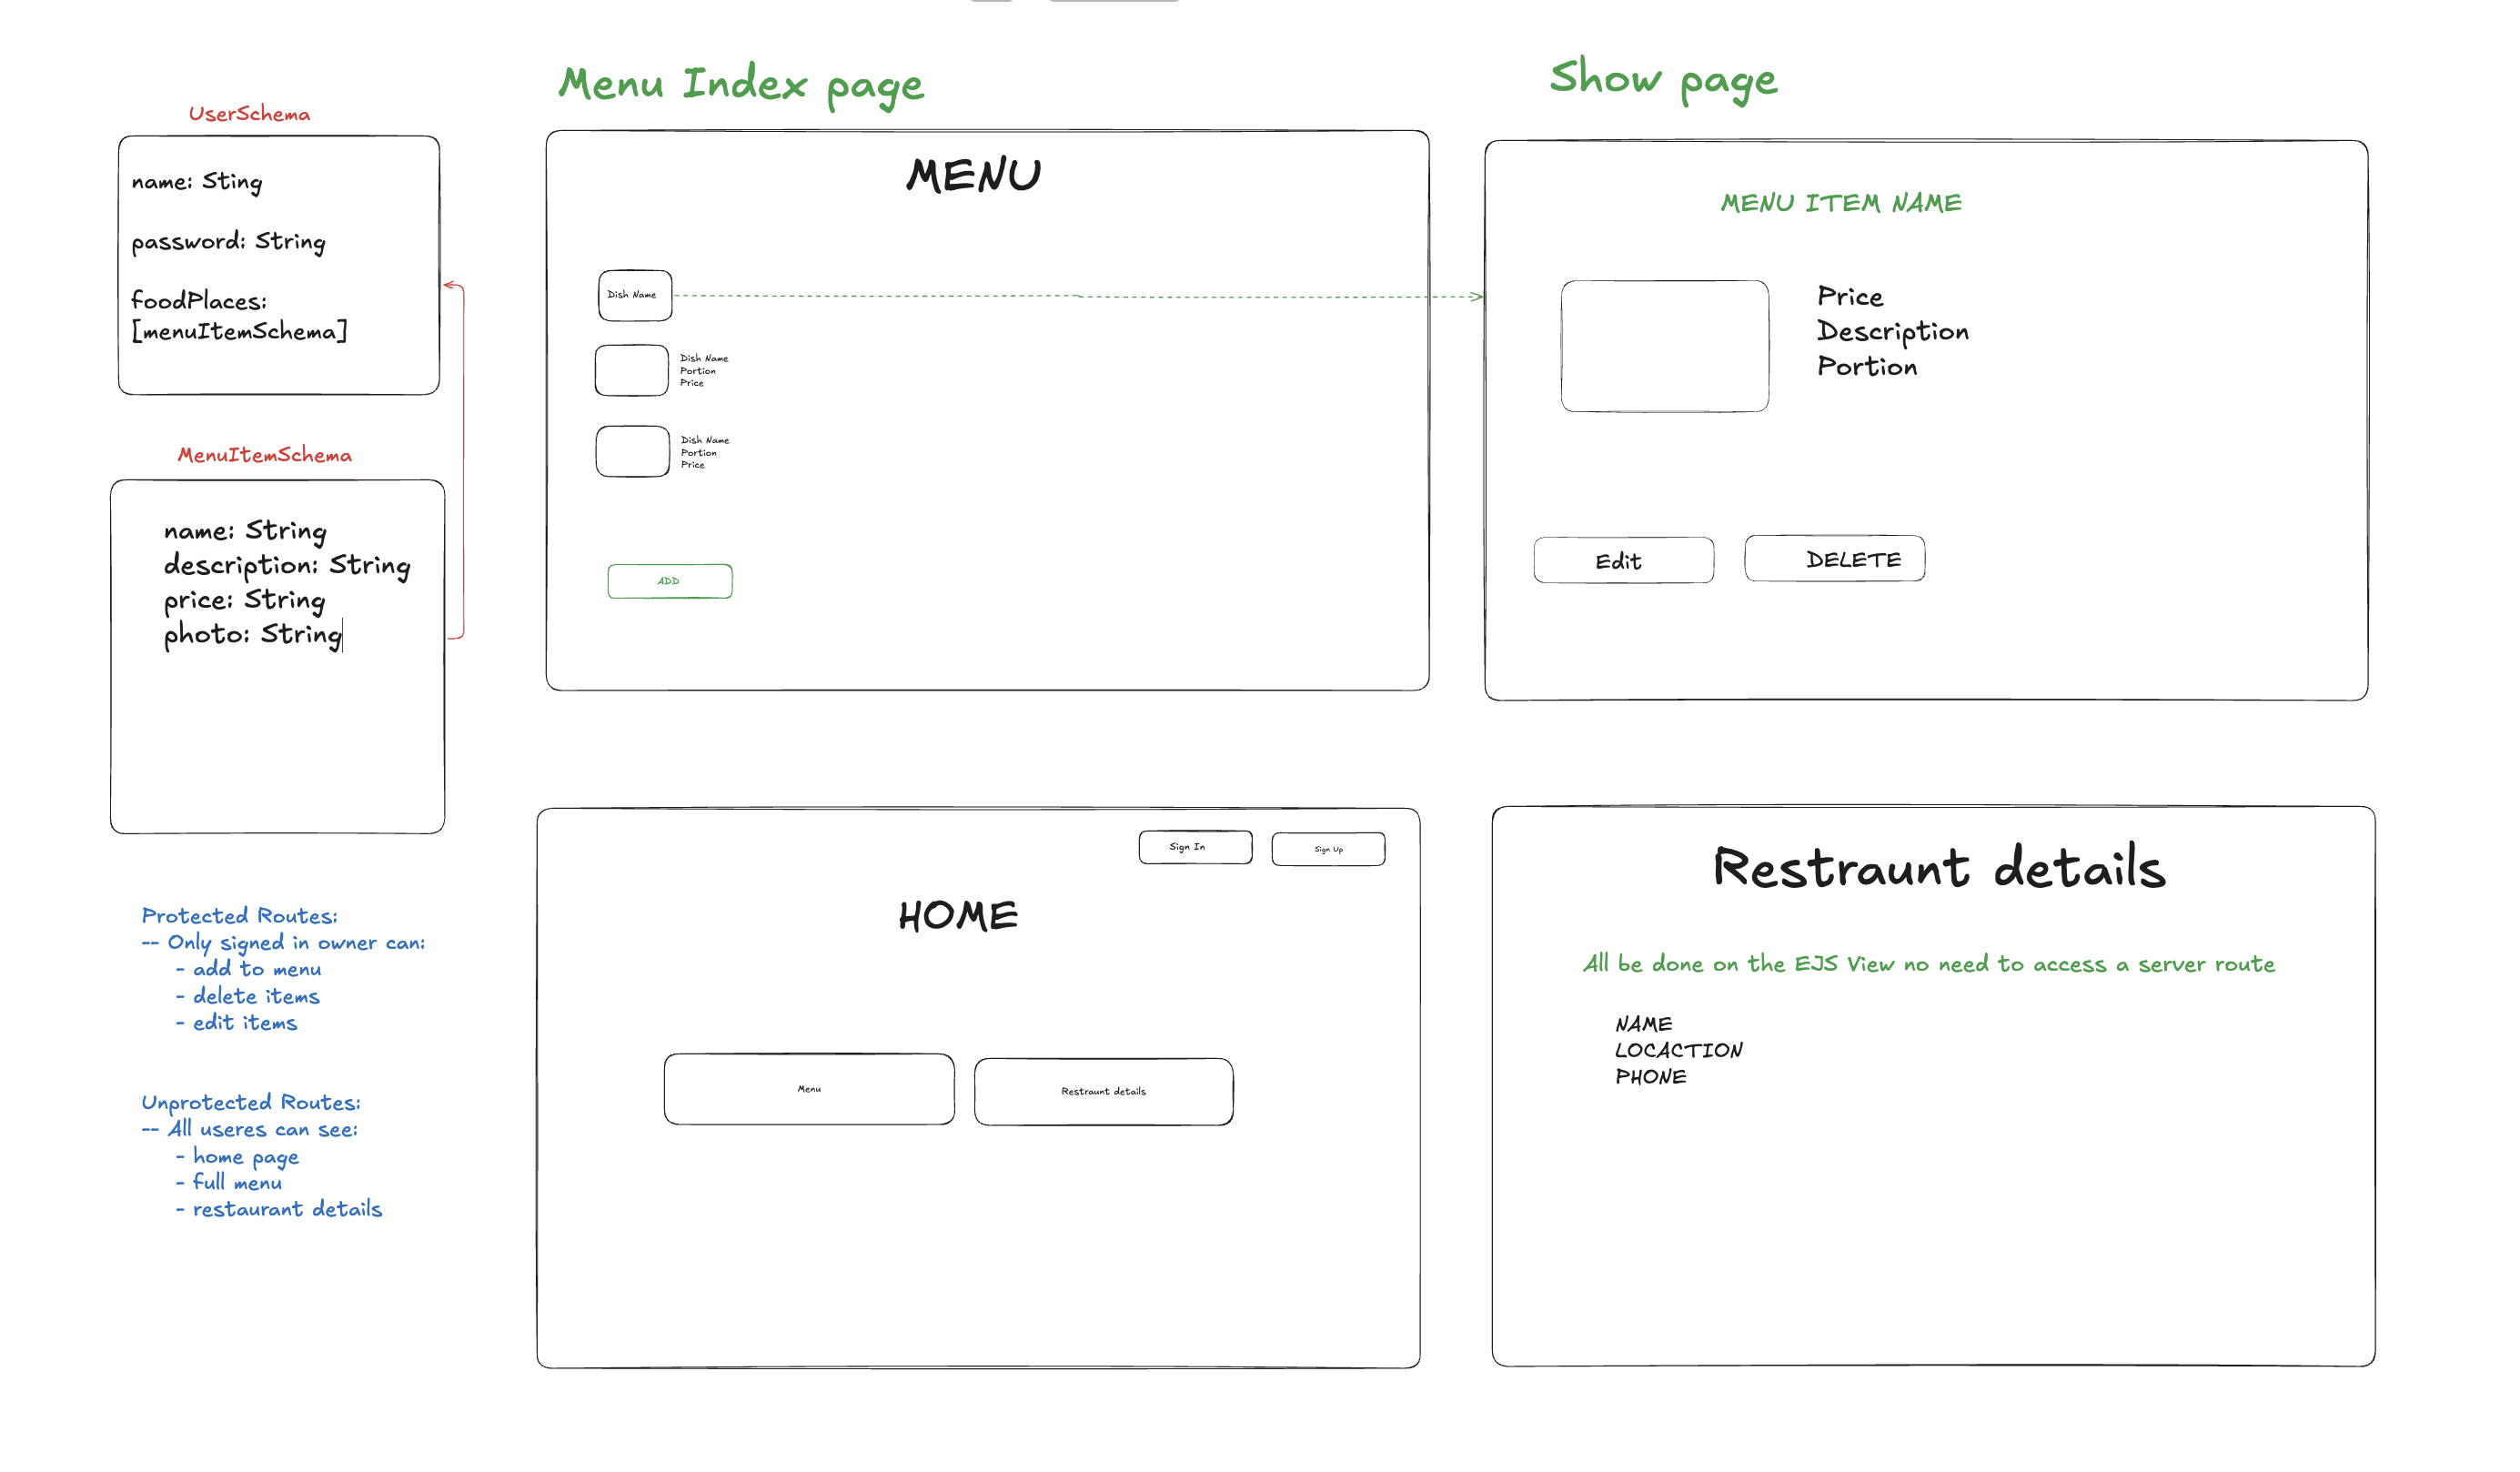 UserSchema
name: Sting
password: String
foodPlaces:
[menuItemSchema]
MenuItemSchema
name: String
description: String
price: String
photo: String
Protected Routes:
-- Only signed in owner can:
- add to menu
- delete items
- edit items
Unprotected Routes:
-- All useres can see:
- home page
- full menu
- restaurant details
Menu Index page
MENU
Dish Name
Dish Name
Portion
Price
Dish Name
Portion
Price
ADD
Show page
MENU ITEM NAME
Price
Description
Portion
Edit
DELETE
Sign In
Sign Up
HOME
Menu
Restraunt details
Restraunt details
All be done on the EJS View no need to access a server route
NAME
LOCACTION
PHONE